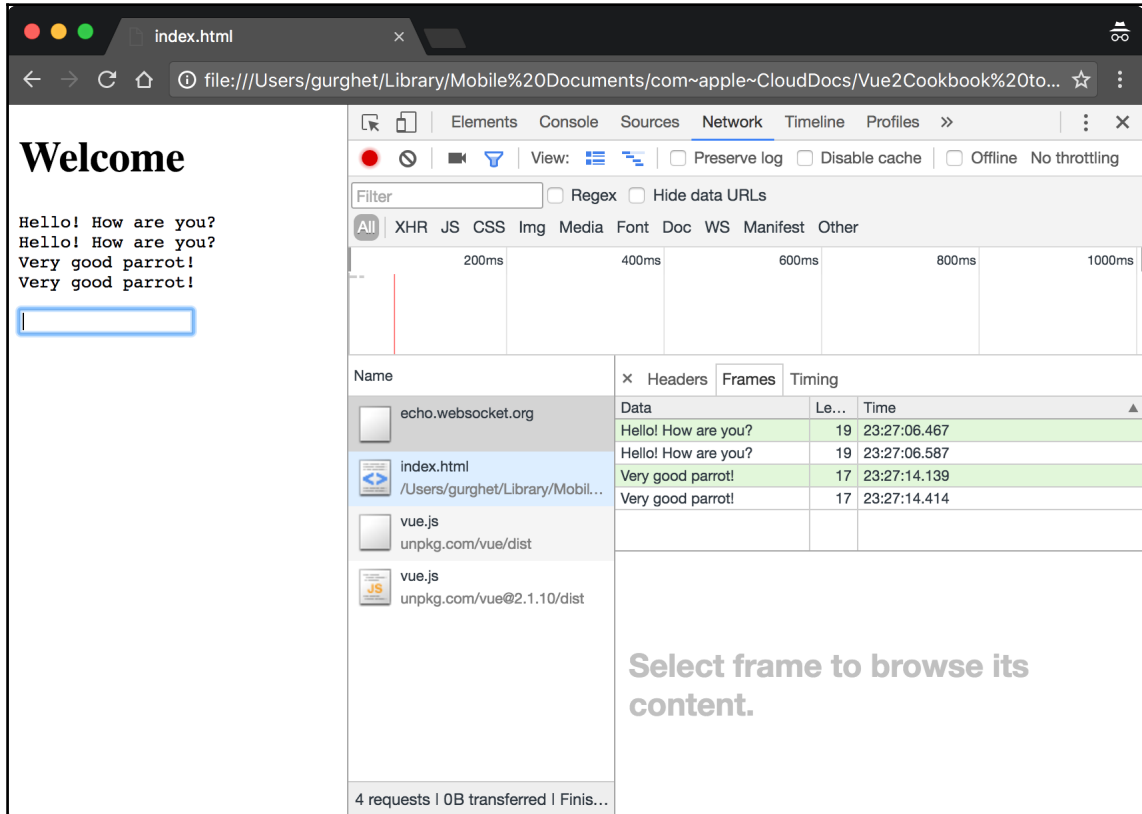 index.html
file:///Users/gurghet/Library/Mobile%20Documents/com~apple~CloudDocs/Vue2Cookbook%20to...
Welcome
Hello! How are you?
Hello! How are you?
Very good parrot!
Very good parrot!
Elements Console Sources Network Timeline Profiles »
View: Preserve log Disable cache Offline No throttling
Filter Regex Hide data URLs
All XHR JS CSS Img Media Font Doc WS Manifest Other
200ms 400ms 600ms 800ms 1000ms
Name
echo.websocket.org
index.html
/Users/gurghet/Library/Mobil...
vue.js
unpkg.com/vue/dist
JS
vue.js
unpkg.com/vue@2.1.10/dist
4 requests | 0B transferred | Finis...
× Headers Frames Timing
Data Le... Time
Hello! How are you? 19 23:27:06.467
Hello! How are you? 19 23:27:06.587
Very good parrot! 17 23:27:14.139
Very good parrot! 17 23:27:14.414
Select frame to browse its
content.